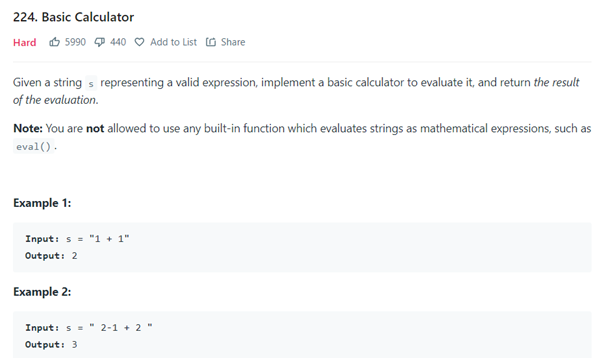 224. Basic Calculator
Hard 5990 440 Add to List Share
Given a string s representing a valid expression, implement a basic calculator to evaluate it, and return the result
of the evaluation.
Note: You are not allowed to use any built-in function which evaluates strings as mathematical expressions, such as
eval().
Example 1:
Input: s = "1 + 1"
Output: 2
Example 2:
Input: s = " 2-1 + 2 "
Output: 3